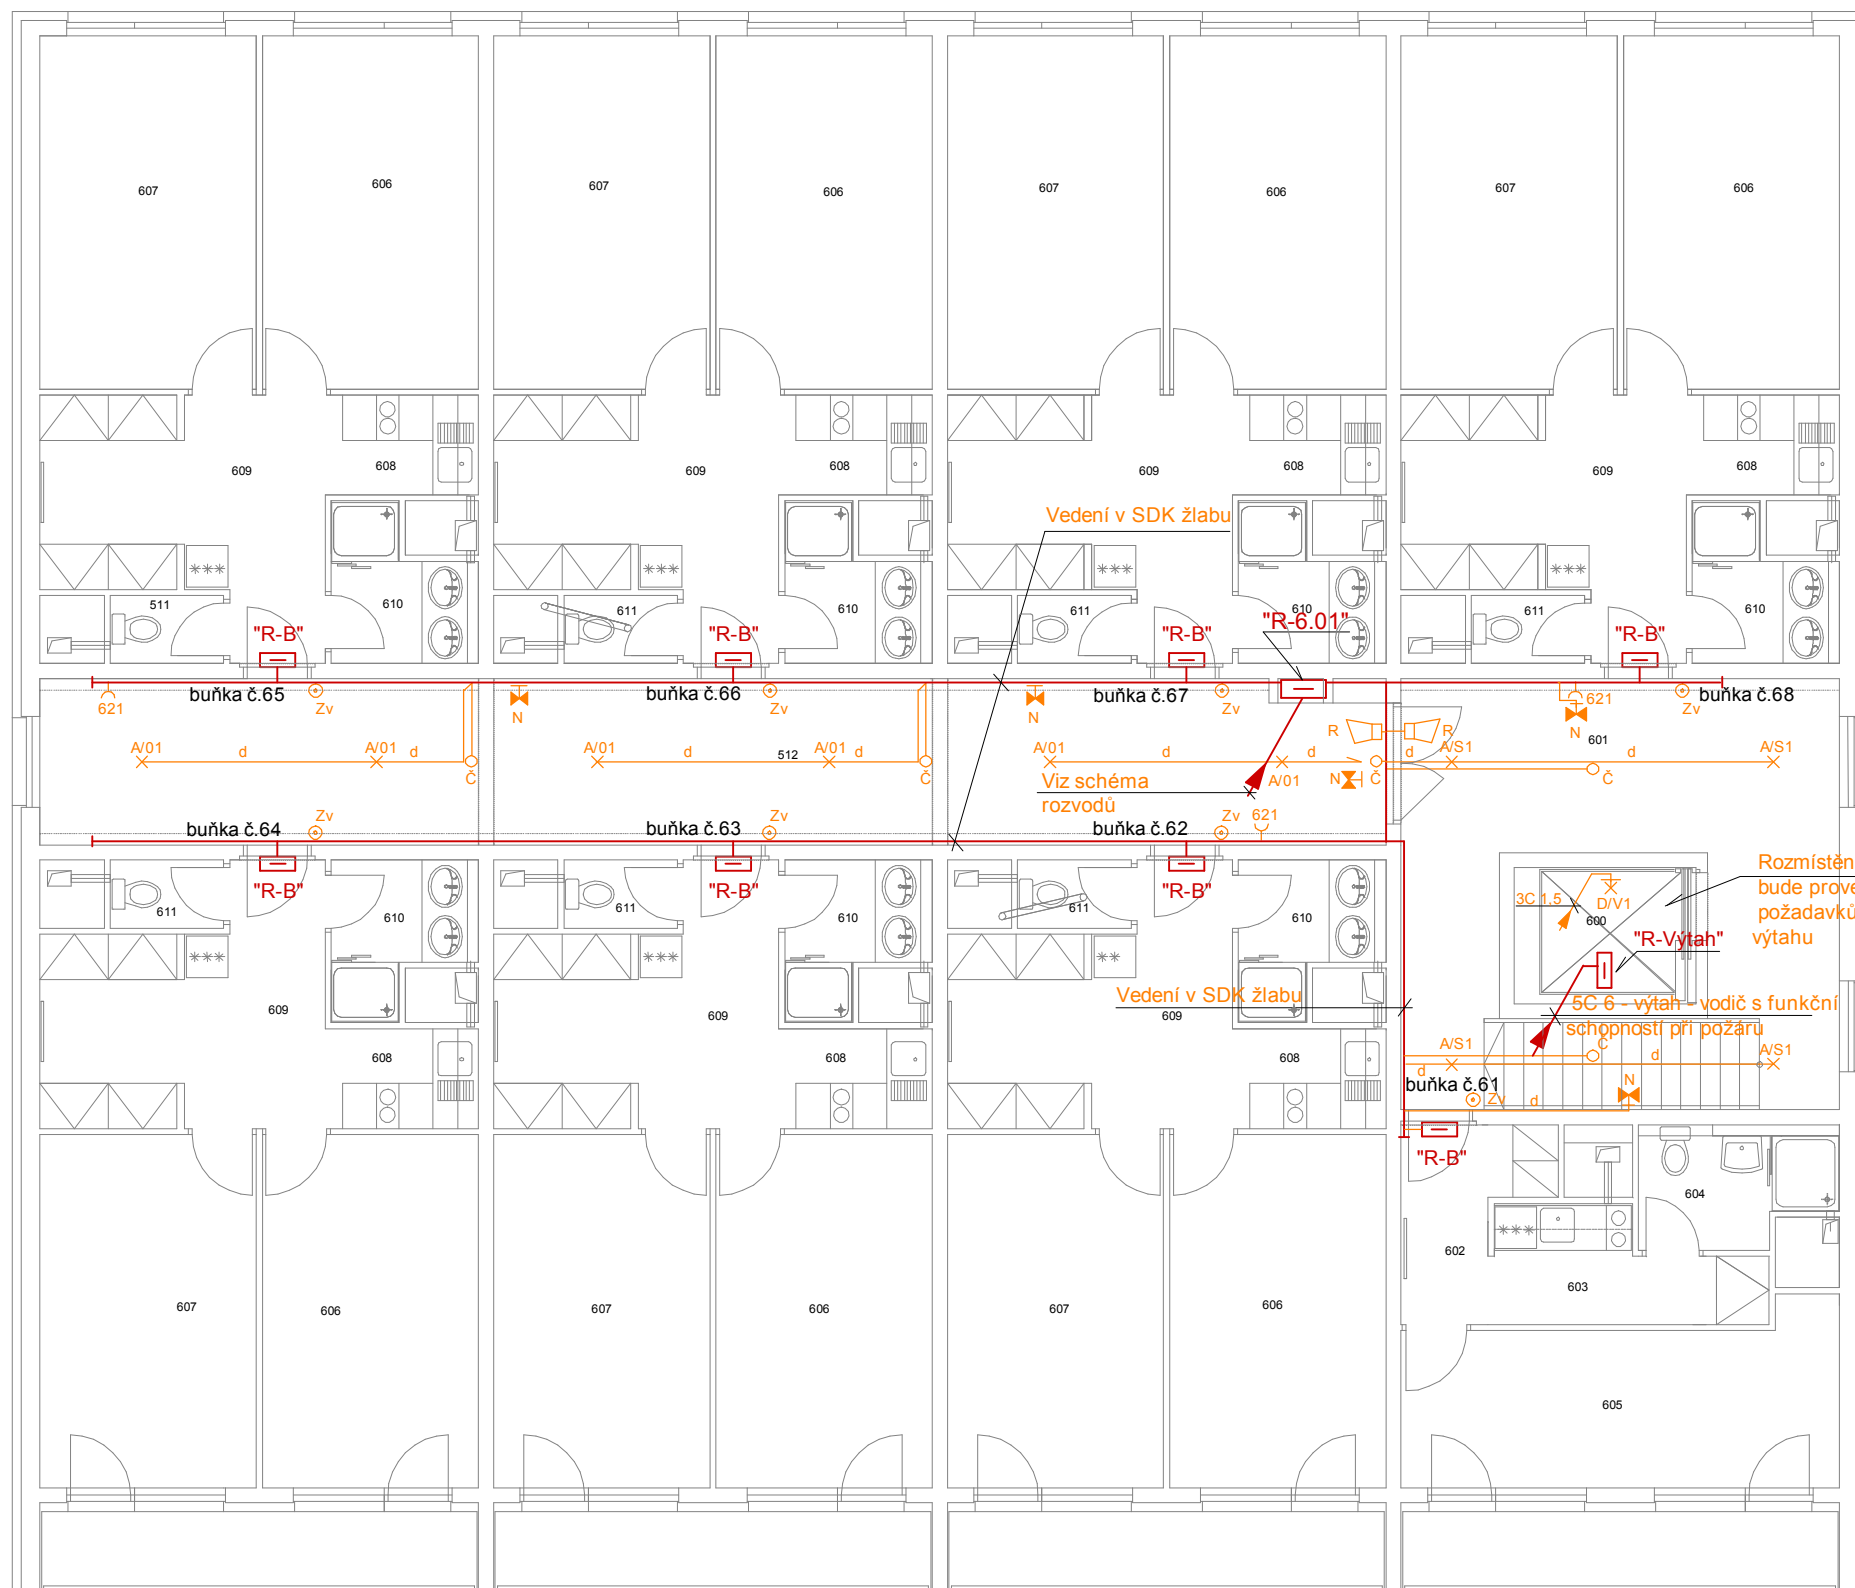 607
606
607
606
607
606
607
606
609
608
609
608
609
608
609
608
Vedení v SDK žlabu
511
610
611
610
611
610
611
610
"R-B"
"R-B"
"R-B"
"R-6.01"
"R-B"
buňka č.65
Zv
buňka č.66
Zv
buňka č.67
Zv
buňka č.68
Zv
621
N
N
621
N
R
R
601
A/01
d
A/01
d
Č
A/01
d
512
A/01
d
Č
A/01
d
A/01
d
N
Č
d
A/S1
d
A/S1
Č
Viz schéma
rozvodů
buňka č.64
Zv
buňka č.63
Zv
buňka č.62
Zv
621
"R-B"
"R-B"
"R-B"
611
610
611
610
611
610
3C 1.5
D/V1
600
Rozmístěn
bude prove
požadavků
výtahu
"R-Výtah"
Vedení v SDK žlabu
5C 6 - výtah - vodič s funkční
schopností při požáru
609
608
609
608
609
608
A/S1
Č
d
A/S1
d
buňka č.61
Zv
d
N
"R-B"
604
602
603
607
606
607
606
607
606
605